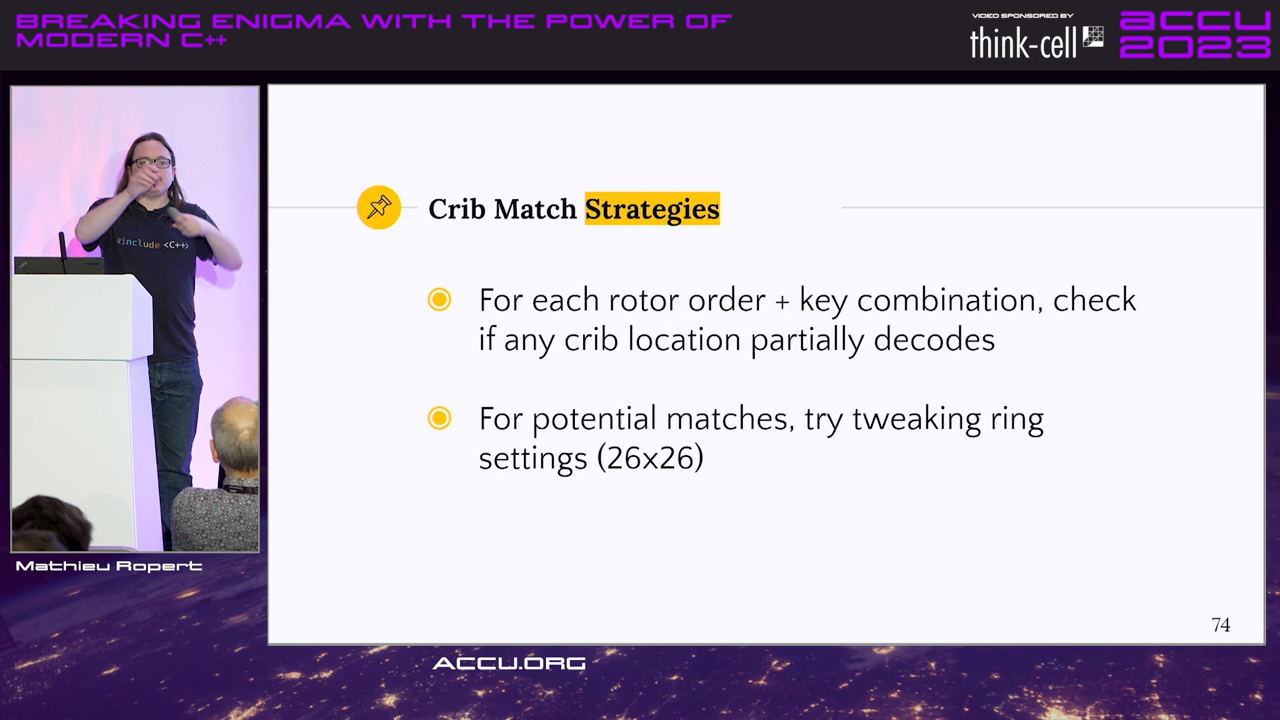 BREAKING ENIGMA WITH THE POWER OF
MODERN C++
VIDEO SPONSORED BY
think-cell
accu
2023
Crib Match Strategies
For each rotor order + key combination, check
if any crib location partially decodes
For potential matches, try tweaking ring
settings (26x26)
74
#include <C++>
Mathieu Ropert
ACCU.ORG